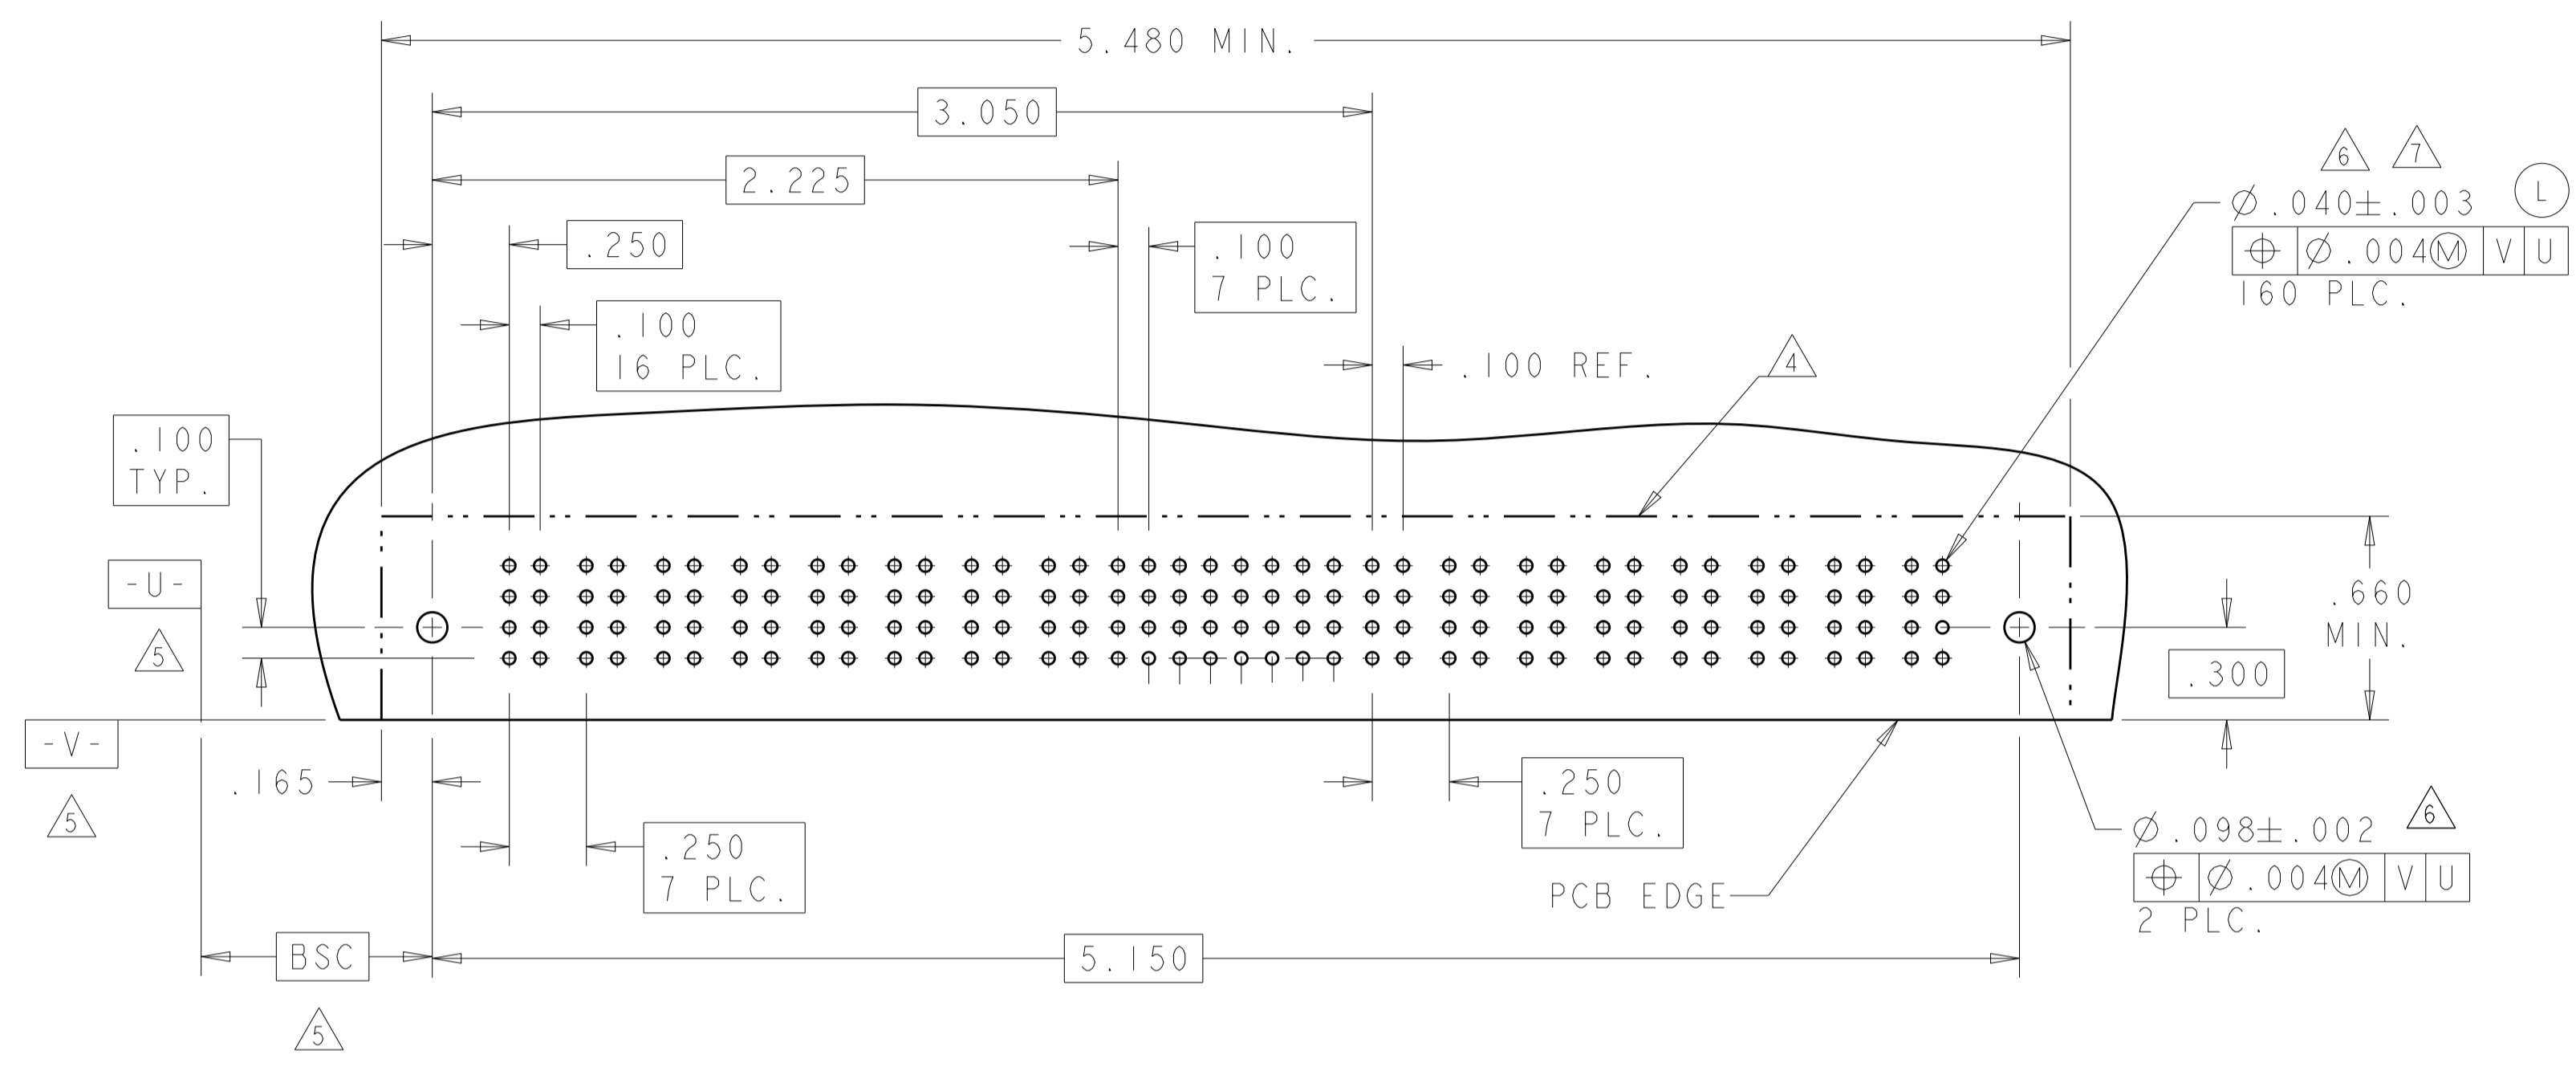 5.480 MIN.
3.050
2.225
.250
.100
7 PLC.
.100
16 PLC.
.100 REF.
4
6
7
Ø.040±.003
L
⌖ Ø.004Ⓜ V U
160 PLC.
.100
TYP.
-U-
5
-V-
5
.165
.660
MIN.
.300
.250
7 PLC.
.250
7 PLC.
PCB EDGE
Ø.098±.002
6
⌖ Ø.004Ⓜ V U
2 PLC.
BSC
5
5.150